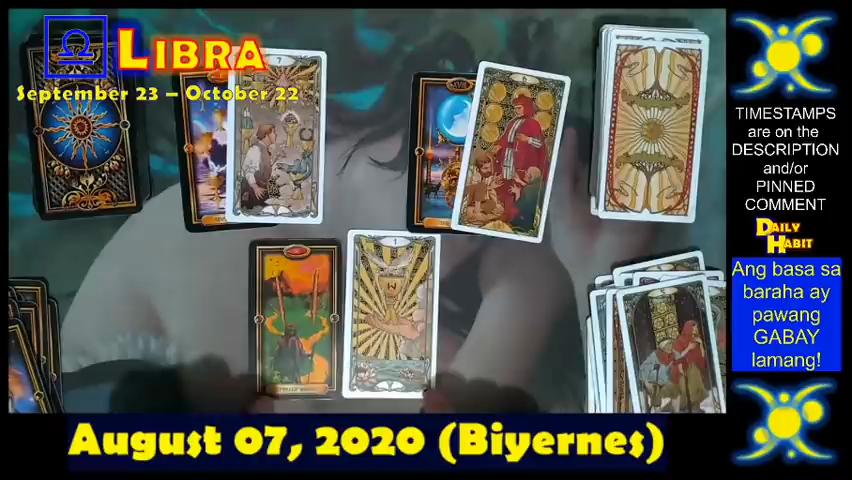 LIBRA
September 23 – October 22
TIMESTAMPS
are on the
DESCRIPTION
and/or
PINNED
COMMENT
DAILY
HABIT
Ang basa sa
baraha ay
pawang
GABAY
lamang!
August 07, 2020 (Biyernes)